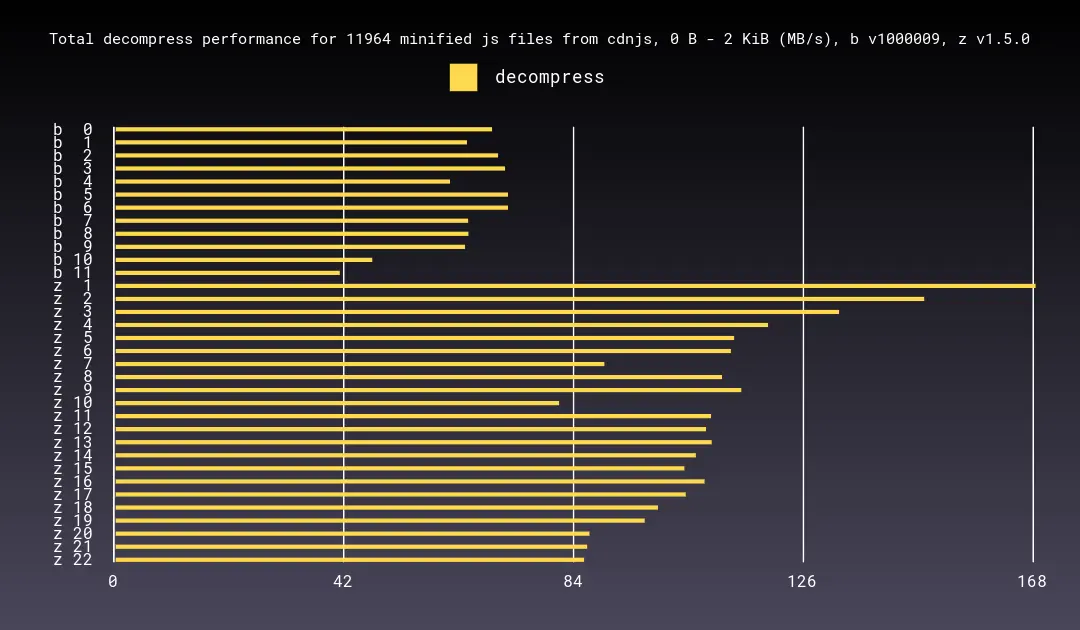 Total decompress performance for 11964 minified js files from cdnjs, 0 B - 2 KiB (MB/s), b v1000009, z v1.5.0
decompress
b 0
b 1
b 2
b 3
b 4
b 5
b 6
b 7
b 8
b 9
b 10
b 11
z 1
z 2
z 3
z 4
z 5
z 6
z 7
z 8
z 9
z 10
z 11
z 12
z 13
z 14
z 15
z 16
z 17
z 18
z 19
z 20
z 21
z 22
0 42 84 126 168